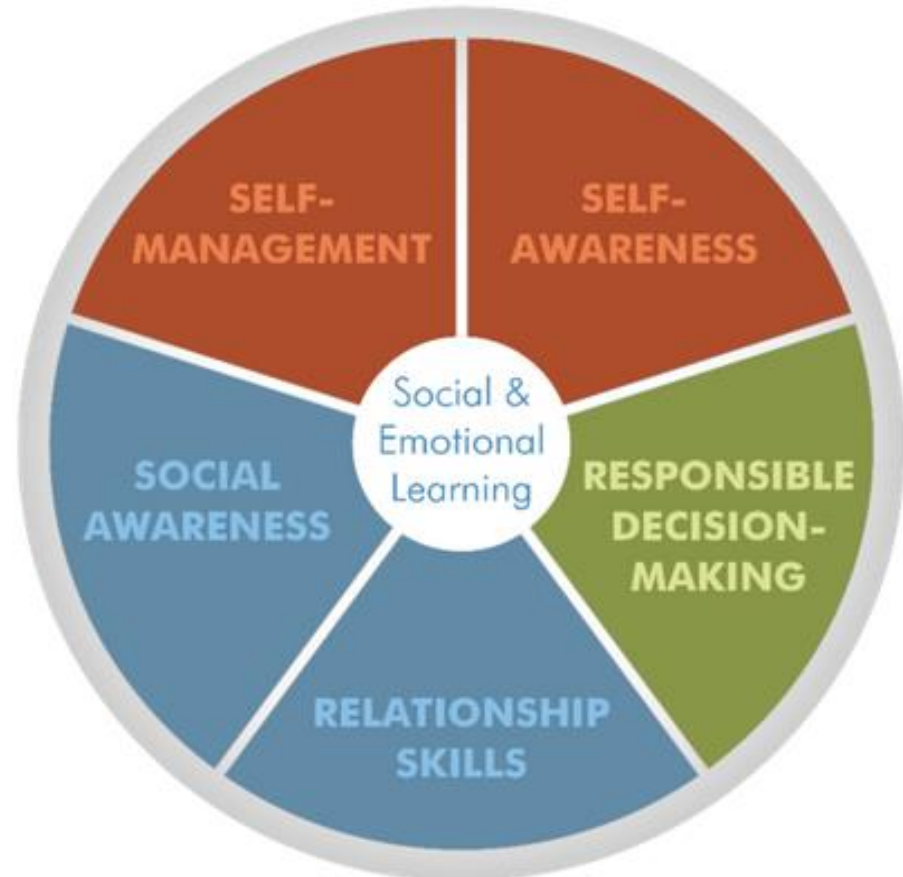 SELF-
MANAGEMENT
SELF-
AWARENESS
Social &
Emotional
Learning
SOCIAL
AWARENESS
RESPONSIBLE
DECISION-
MAKING
RELATIONSHIP
SKILLS